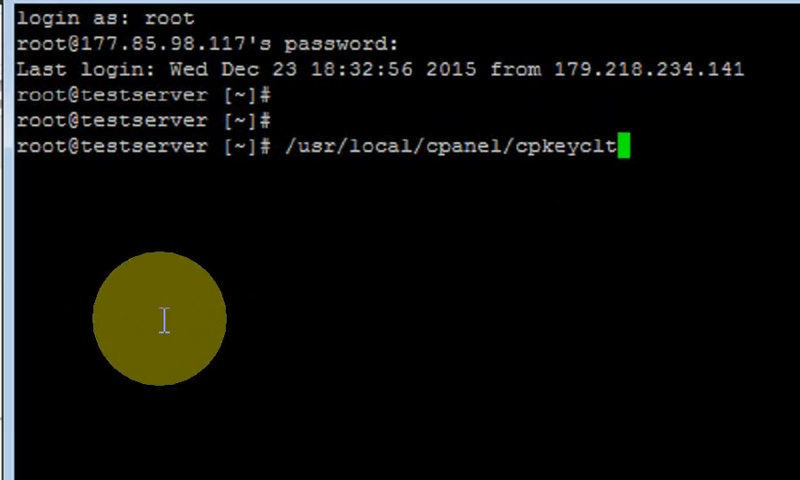 login as: root
root@177.85.98.117's password:
Last login: Wed Dec 23 18:32:56 2015 from 179.218.234.141
root@testserver [~]#
root@testserver [~]#
root@testserver [~]# /usr/local/cpanel/cpkeyclt